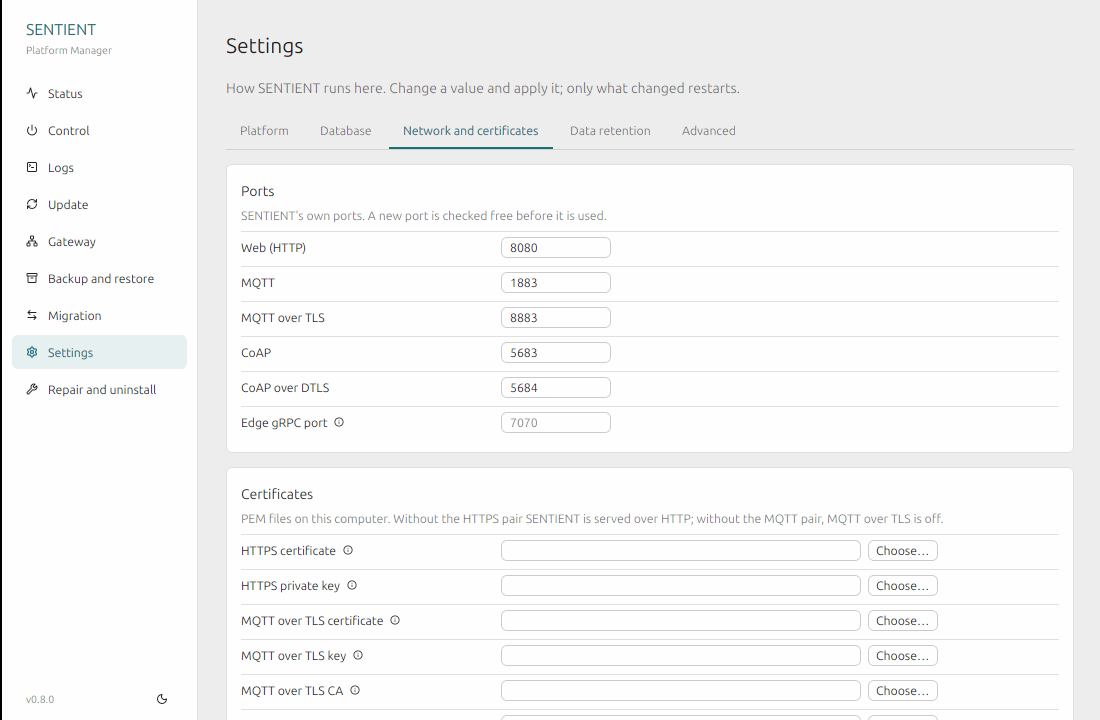 SENTIENT
Platform Manager
Status
Control
Logs
Update
Gateway
Backup and restore
Migration
Settings
Repair and uninstall
v0.8.0
Settings
How SENTIENT runs here. Change a value and apply it; only what changed restarts.
Platform Database Network and certificates Data retention Advanced
Ports
SENTIENT's own ports. A new port is checked free before it is used.
Web (HTTP) 8080
MQTT 1883
MQTT over TLS 8883
CoAP 5683
CoAP over DTLS 5684
Edge gRPC port 7070
Certificates
PEM files on this computer. Without the HTTPS pair SENTIENT is served over HTTP; without the MQTT pair, MQTT over TLS is off.
HTTPS certificate Choose...
HTTPS private key Choose...
MQTT over TLS certificate Choose...
MQTT over TLS key Choose...
MQTT over TLS CA Choose...